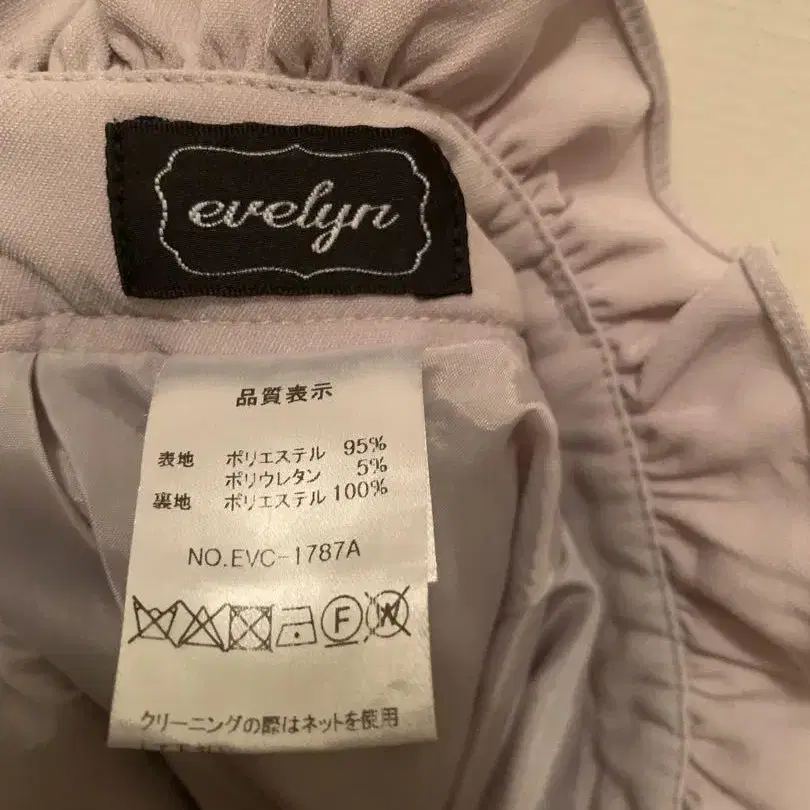 evelyn
品質表示
表地 ポリエステル 95%
ポリウレタン 5%
裏地 ポリエステル 100%
NO.EVC-1787A
F W
クリーニングの際はネットを使用